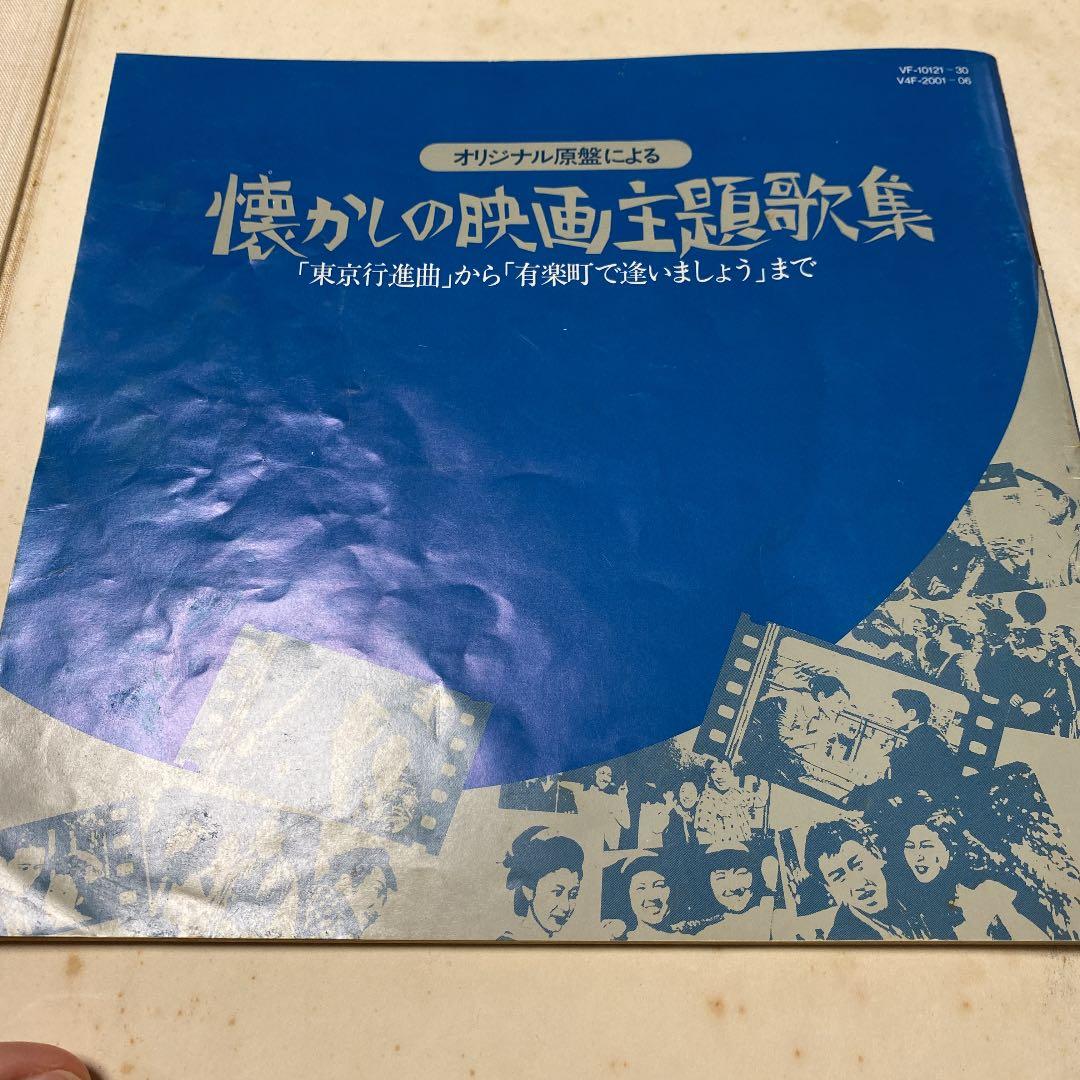 VF-10121-30
V4F-2001-06
オリジナル原盤による
懐かしの映画主題歌集
「東京行進曲」から「有楽町で逢いましょう」まで